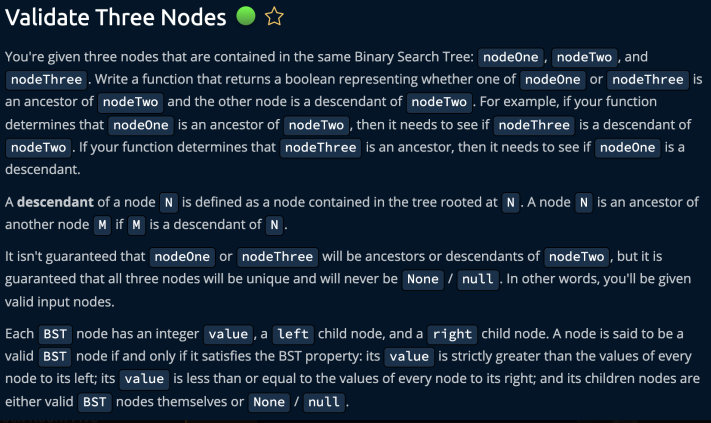 Validate Three Nodes
You're given three nodes that are contained in the same Binary Search Tree: nodeOne, nodeTwo, and
nodeThree. Write a function that returns a boolean representing whether one of nodeOne or nodeThree is
an ancestor of nodeTwo and the other node is a descendant of nodeTwo. For example, if your function
determines that nodeOne is an ancestor of nodeTwo, then it needs to see if nodeThree is a descendant of
nodeTwo. If your function determines that nodeThree is an ancestor, then it needs to see if nodeOne is a
descendant.
A descendant of a node N is defined as a node contained in the tree rooted at N. A node N is an ancestor of
another node M if M is a descendant of N.
It isn't guaranteed that nodeOne or nodeThree will be ancestors or descendants of nodeTwo, but it is
guaranteed that all three nodes will be unique and will never be None / null. In other words, you'll be given
valid input nodes.
Each BST node has an integer value, a left child node, and a right child node. A node is said to be a
valid BST node if and only if it satisfies the BST property: its value is strictly greater than the values of every
node to its left; its value is less than or equal to the values of every node to its right; and its children nodes are
either valid BST nodes themselves or None / null.